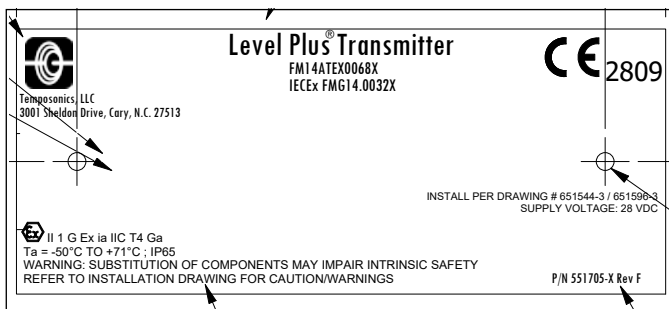 Level Plus® Transmitter
FM14ATEX0068X
IECEx FMG14.0032X
CE 2809
Temposonics, LLC
3001 Sheldon Drive, Cary, N.C. 27513
INSTALL PER DRAWING # 651544-3 / 651596-3
SUPPLY VOLTAGE: 28 VDC
Ex II 1 G Ex ia IIC T4 Ga
Ta = -50°C TO +71°C ; IP65
WARNING: SUBSTITUTION OF COMPONENTS MAY IMPAIR INTRINSIC SAFETY
REFER TO INSTALLATION DRAWING FOR CAUTION/WARNINGS
P/N 551705-X Rev F